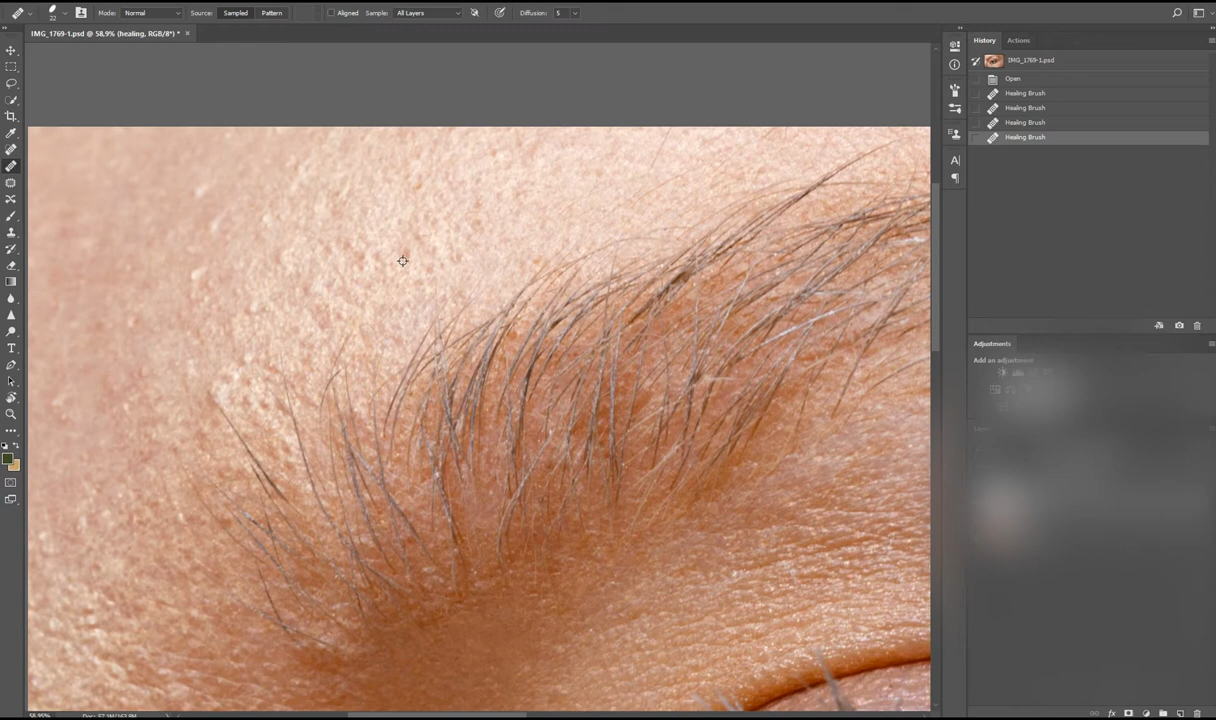 22 Mode: Normal Source: Sampled Pattern Aligned Sample: All Layers Diffusion: 5
IMG_1769-1.psd @ 58,9% (healing, RGB/8*) * ×
History Actions
IMG_1769-1.psd
Open
Healing Brush
Healing Brush
Healing Brush
Healing Brush
Adjustments
Add an adjustment